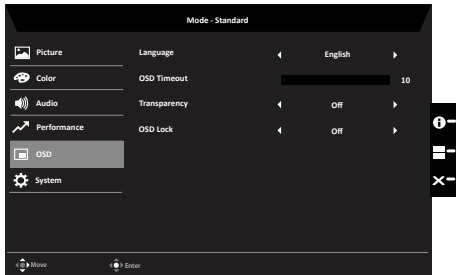 Mode - Standard
Picture
Language
English
Color
OSD Timeout
10
Audio
Transparency
Off
Performance
OSD Lock
Off
OSD
System
Move
Enter